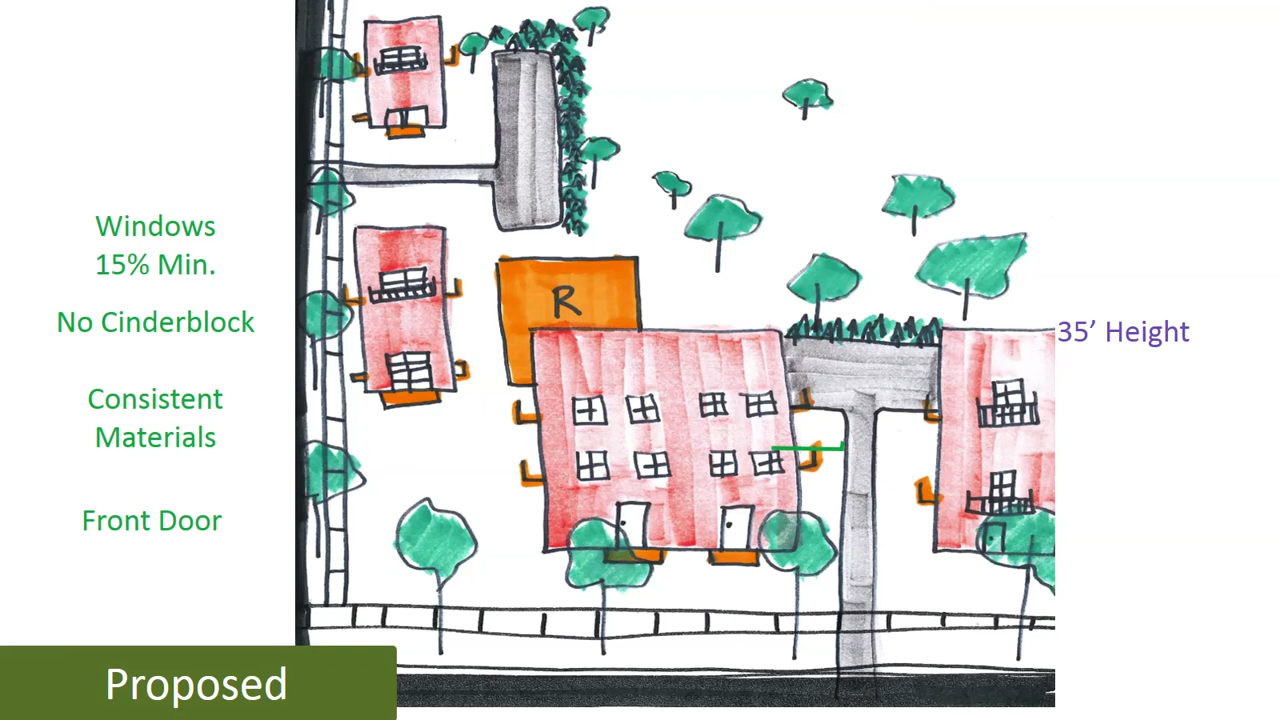 Windows
15% Min.
No Cinderblock
Consistent
Materials
Front Door
R
35’ Height
Proposed